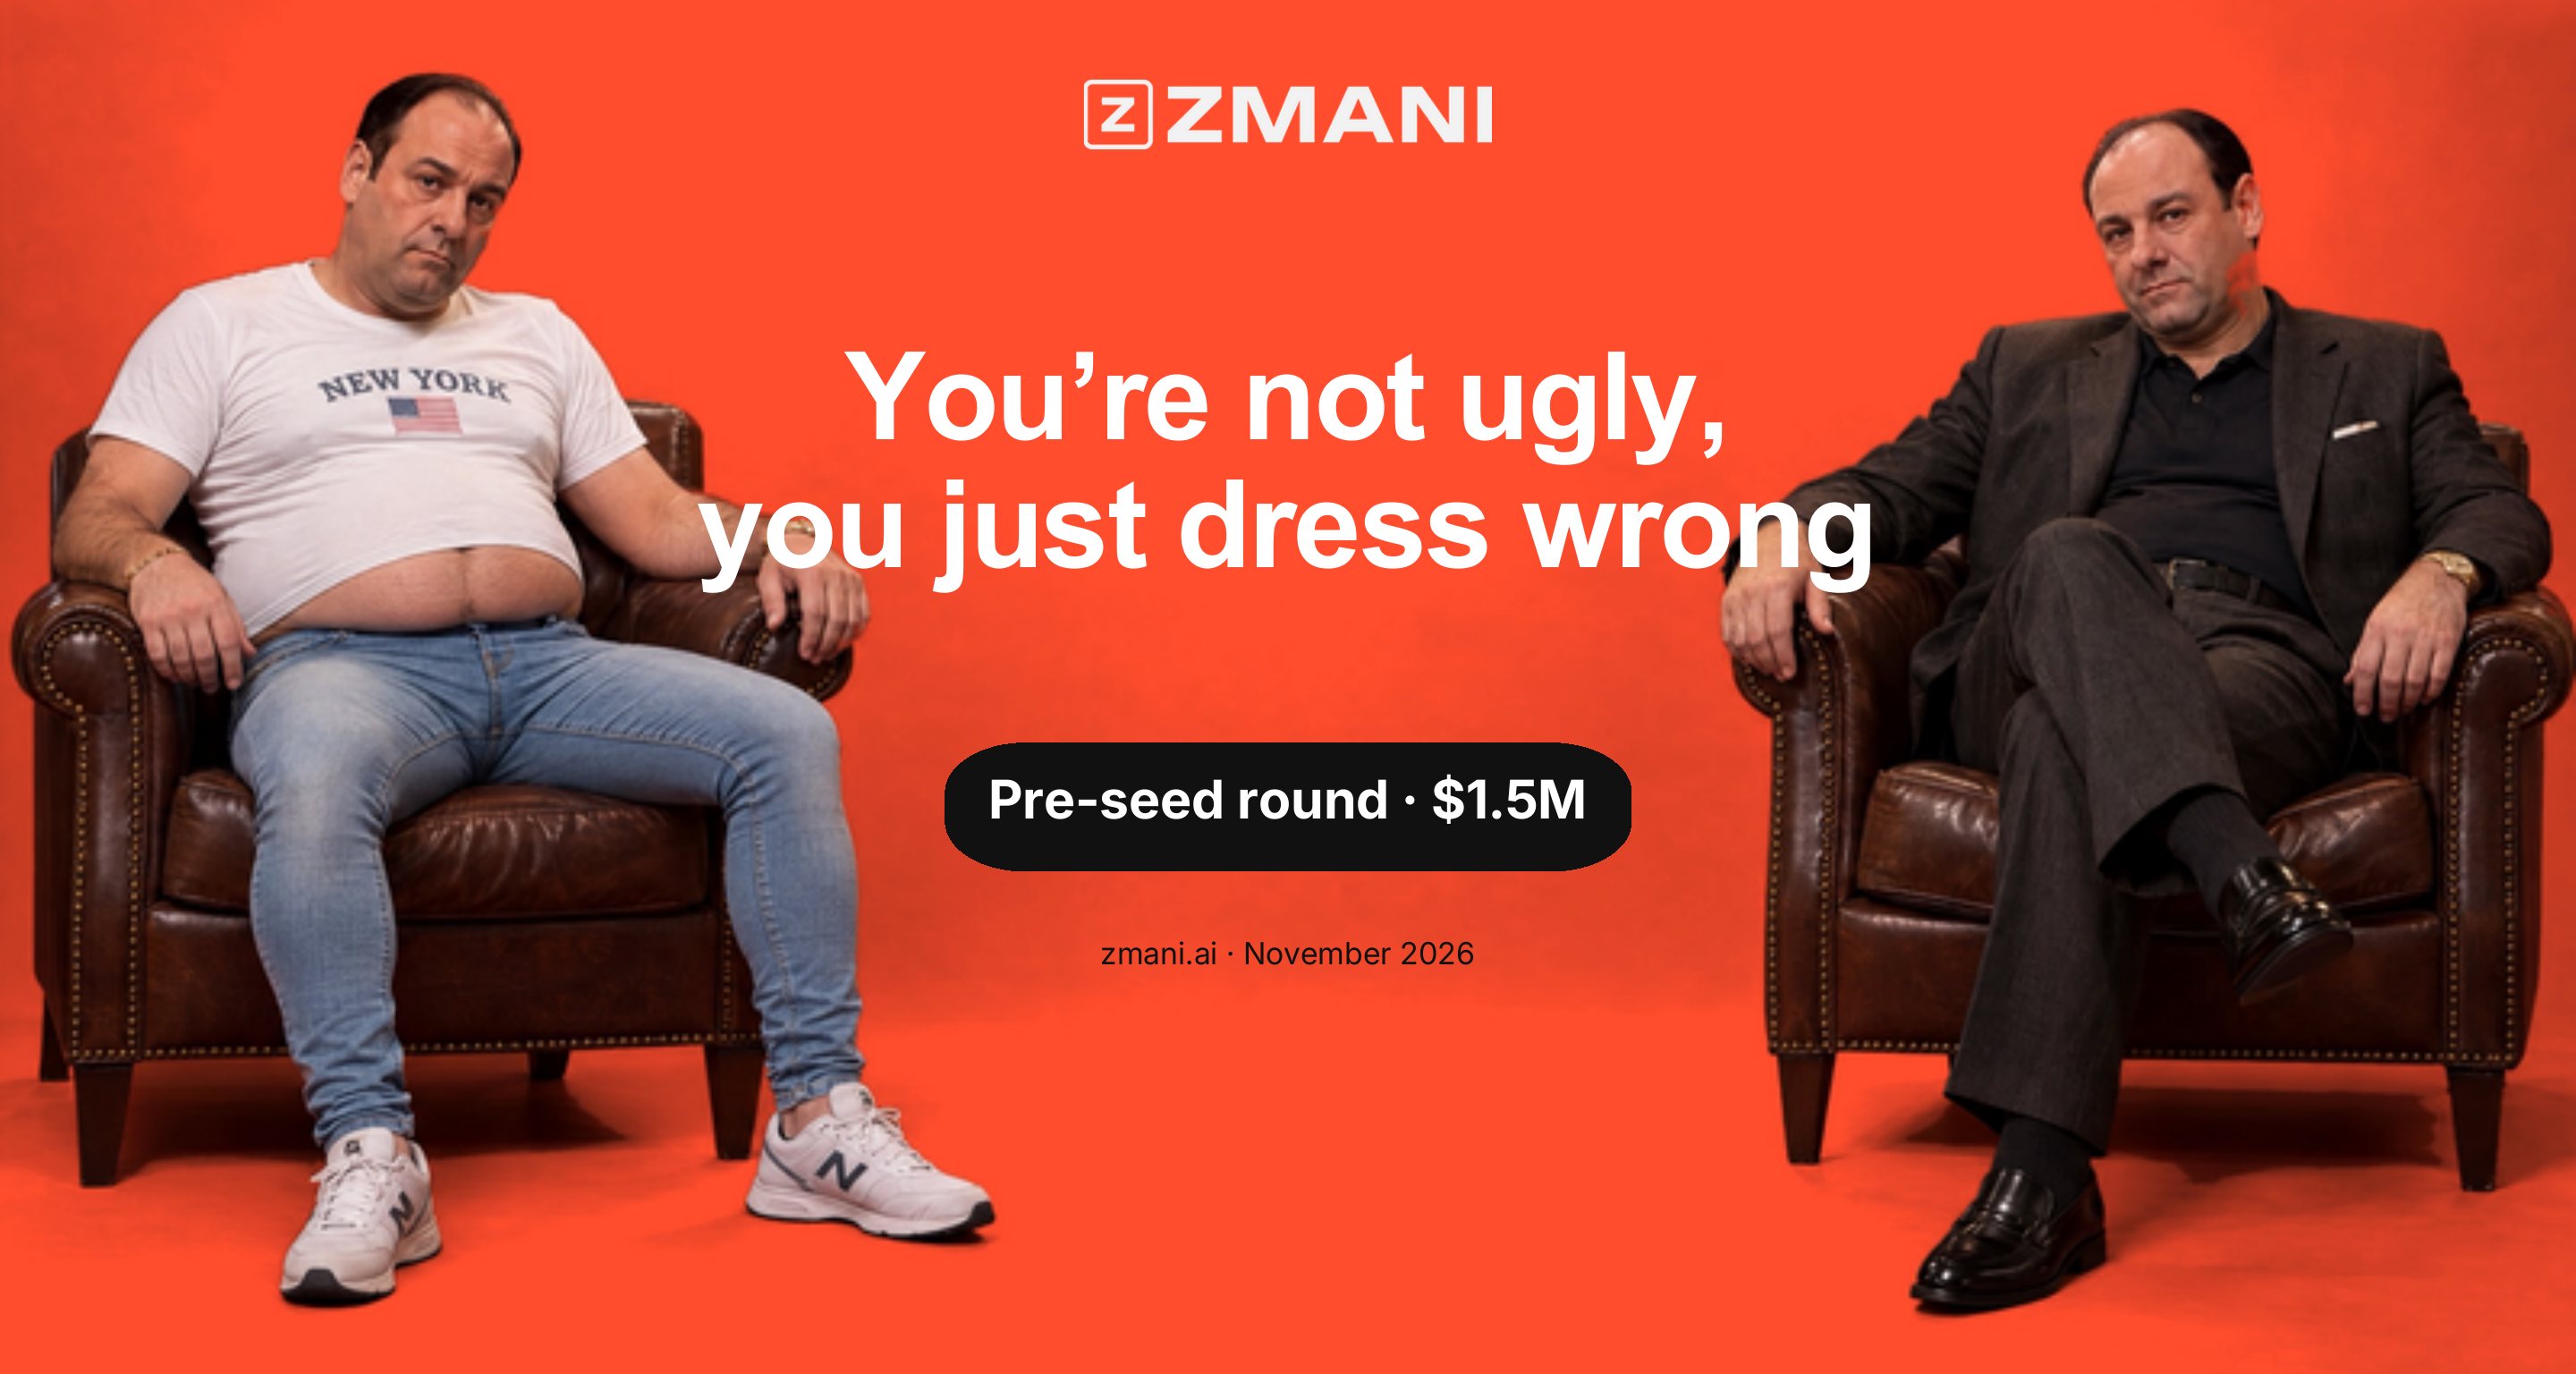 Z ZMANI
You're not ugly,
you just dress wrong
NEW YORK
Pre-seed round · $1.5M
zmani.ai · November 2026
N
N